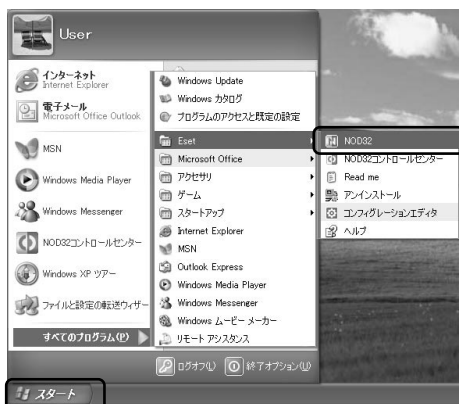 User
インターネット
Internet Explorer
電子メール
Microsoft Office Outlook
MSN
Windows Media Player
Windows Messenger
NOD32コントロールセンター
Windows XP ツアー
ファイルと設定の転送ウィザー
すべてのプログラム(P)
Windows Update
Windows カタログ
プログラムのアクセスと既定の設定
Eset
Microsoft Office
アクセサリ
ゲーム
スタートアップ
Internet Explorer
MSN
Outlook Express
Windows Media Player
Windows Messenger
Windows ムービー メーカー
リモート アシスタンス
NOD32
NOD32コントロールセンター
Read me
アンインストール
コンフィグレーションエディタ
ヘルプ
ログオフ(L)
終了オプション(U)
スタート